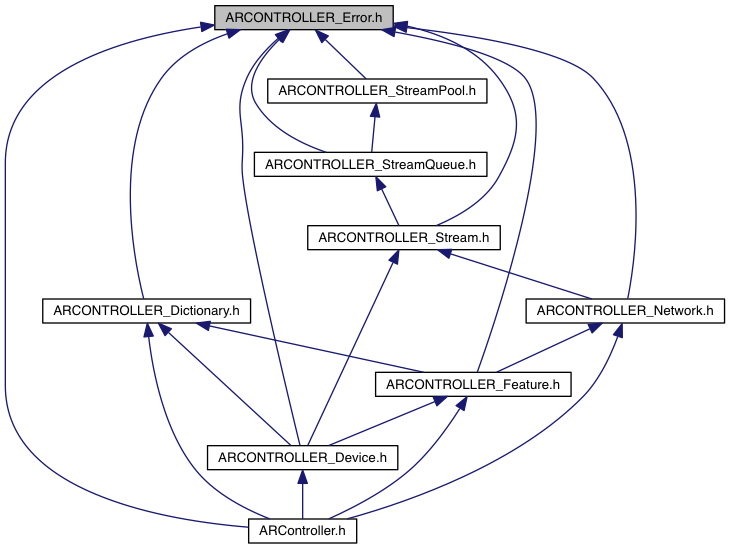 ARCONTROLLER_Error.h
ARCONTROLLER_StreamPool.h
ARCONTROLLER_StreamQueue.h
ARCONTROLLER_Stream.h
ARCONTROLLER_Dictionary.h
ARCONTROLLER_Network.h
ARCONTROLLER_Feature.h
ARCONTROLLER_Device.h
ARController.h